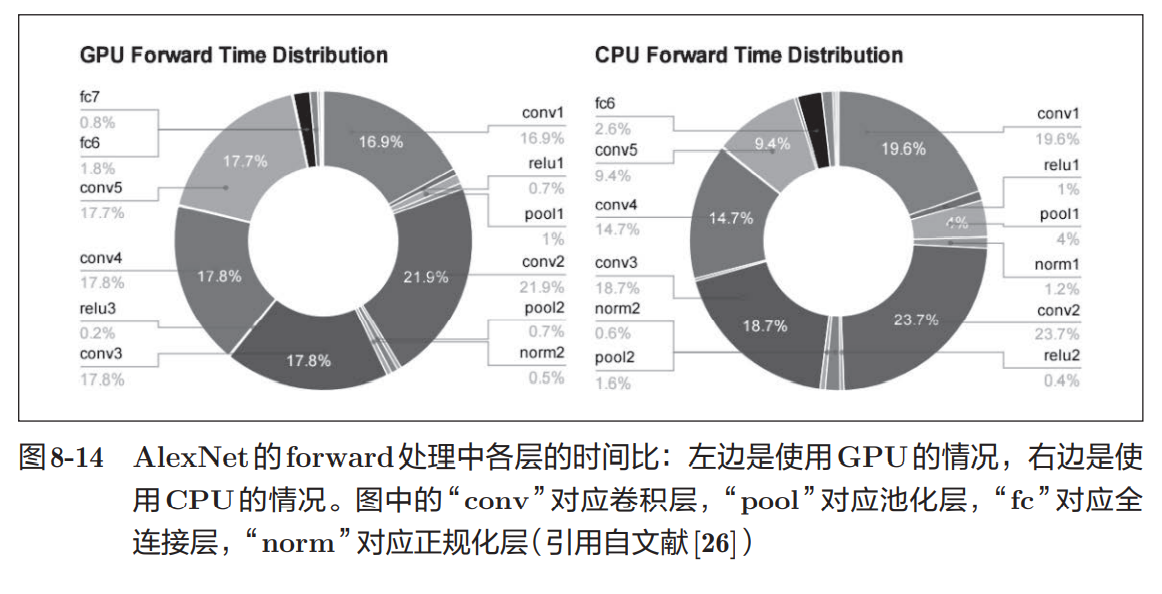 GPU Forward Time Distribution
fc7
0.8%
fc6
1.8%
conv5
17.7%
conv4
17.8%
relu3
0.2%
conv3
17.8%
16.9%
21.9%
17.8%
17.8%
17.7%
conv1
16.9%
relu1
0.7%
pool1
1%
conv2
21.9%
pool2
0.7%
norm2
0.5%
CPU Forward Time Distribution
fc6
2.6%
conv5
9.4%
conv4
14.7%
conv3
18.7%
norm2
0.6%
pool2
1.6%
19.6%
4%
23.7%
18.7%
14.7%
9.4%
conv1
19.6%
relu1
1%
pool1
4%
norm1
1.2%
conv2
23.7%
relu2
0.4%
图8-14 AlexNet的forward处理中各层的时间比：左边是使用GPU的情况，右边是使
用CPU的情况。图中的“conv”对应卷积层，“pool”对应池化层，“fc”对应全
连接层，“norm”对应正规化层（引用自文献[26]）